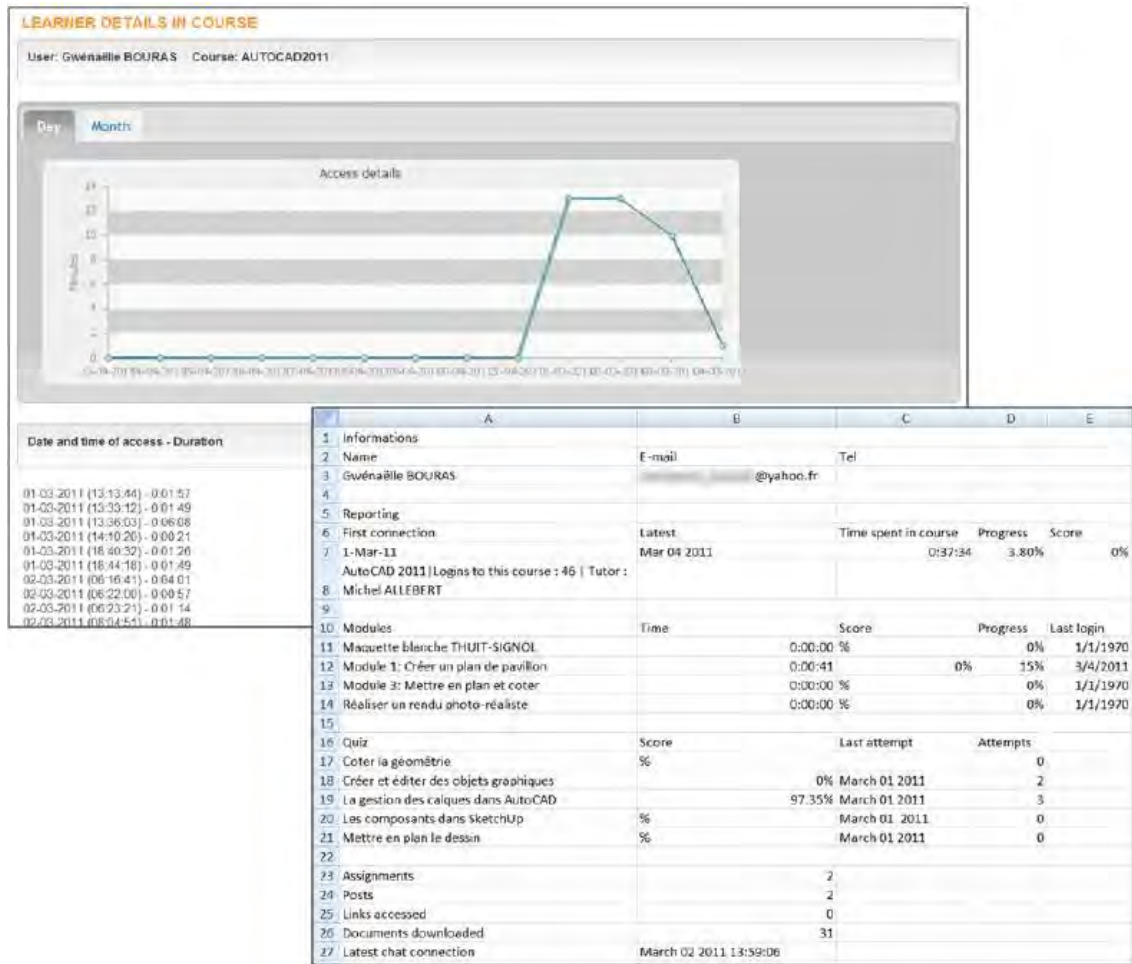 LEARNER DETAILS IN COURSE
User: Gwénaëlle BOURAS Course: AUTOCAD2011
Day Month
Access details
14
12
10
8
6
4
2
0
Minutes
Date and time of access - Duration
01-03-2011 (13:13:44) - 0:01:57
01-03-2011 (13:33:12) - 0:01:49
01-03-2011 (13:36:03) - 0:06:08
01-03-2011 (14:10:20) - 0:00:21
01-03-2011 (18:40:32) - 0:01:26
01-03-2011 (18:44:18) - 0:01:49
02-03-2011 (06:16:41) - 0:04:01
02-03-2011 (06:22:00) - 0:00:57
02-03-2011 (06:23:21) - 0:01:14
02-03-2011 (08:04:51) - 0:01:48
A B C D E
1 Informations
2 Name E-mail Tel
3 Gwénaëlle BOURAS @yahoo.fr
4
5 Reporting
6 First connection Latest Time spent in course Progress Score
7 1-Mar-11 Mar 04 2011 0:37:34 3.80% 0%
AutoCAD 2011|Logins to this course : 46 | Tutor :
8 Michel ALLEBERT
9
10 Modules Time Score Progress Last login
11 Maquette blanche THUIT-SIGNOL 0:00:00 % 0% 1/1/1970
12 Module 1: Créer un plan de pavillon 0:00:41 0% 15% 3/4/2011
13 Module 3: Mettre en plan et coter 0:00:00 % 0% 1/1/1970
14 Réaliser un rendu photo-réaliste 0:00:00 % 0% 1/1/1970
15
16 Quiz Score Last attempt Attempts
17 Coter la géométrie % 0
18 Créer et éditer des objets graphiques 0% March 01 2011 2
19 La gestion des calques dans AutoCAD 97.35% March 01 2011 3
20 Les composants dans SketchUp % March 01 2011 0
21 Mettre en plan le dessin % March 01 2011 0
22
23 Assignments 2
24 Posts 2
25 Links accessed 0
26 Documents downloaded 31
27 Latest chat connection March 02 2011 13:59:06